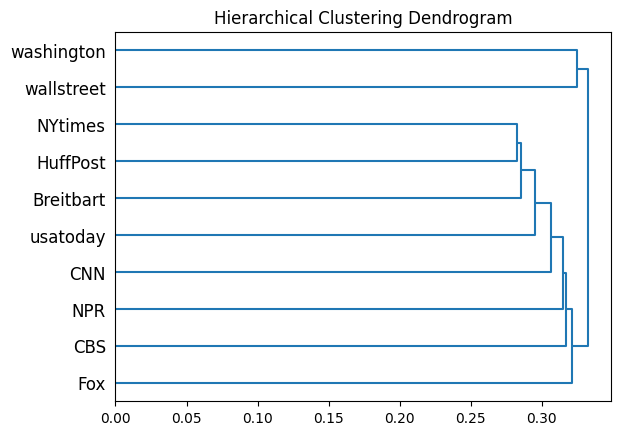 Hierarchical Clustering Dendrogram
washington
wallstreet
NYtimes
HuffPost
Breitbart
usatoday
CNN
NPR
CBS
Fox
0.00 0.05 0.10 0.15 0.20 0.25 0.30